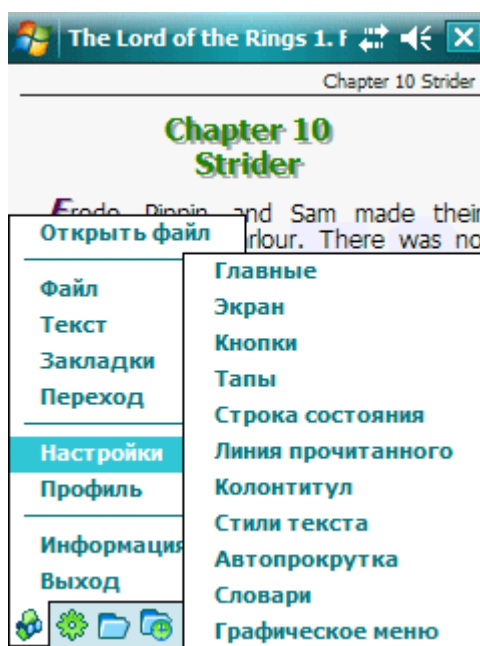 The Lord of the Rings 1. F
Chapter 10 Strider
Chapter 10
Strider
Frodo, Pippin, and Sam made their
There was no
Открыть файл
Файл
Текст
Закладки
Переход
Настройки
Профиль
Информация
Выход
Главные
Экран
Кнопки
Тапы
Строка состояния
Линия прочитанного
Колонтитул
Стили текста
Автопрокрутка
Словари
Графическое меню